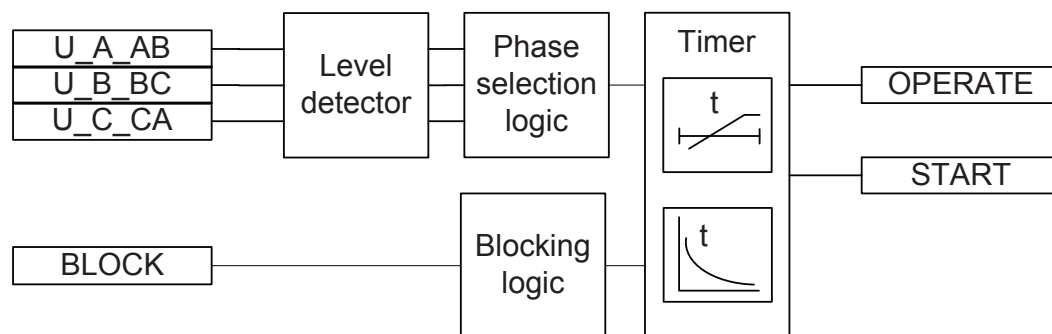 U_A_AB
U_B_BC
U_C_CA
Level
detector
Phase
selection
logic
Timer
t
OPERATE
START
BLOCK
Blocking
logic
t